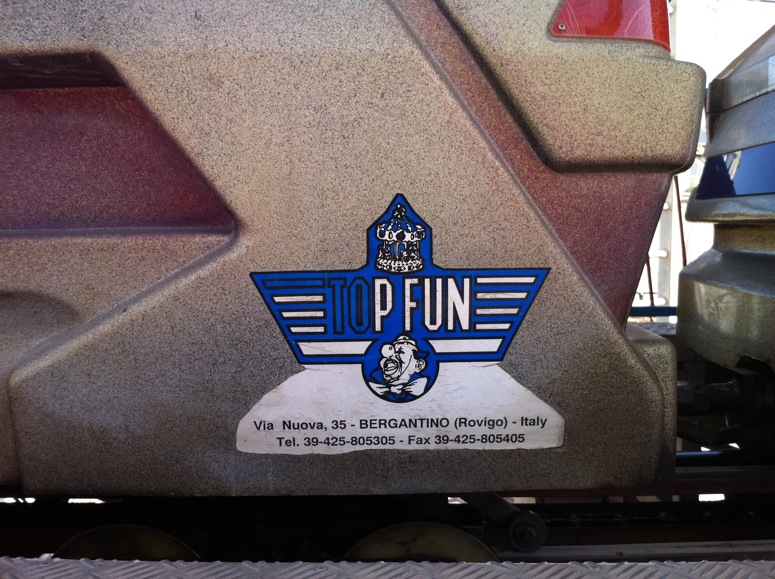 TOP FUN
Via Nuova, 35 - BERGANTINO (Rovigo) - Italy
Tel. 39-425-805305 - Fax 39-425-805405